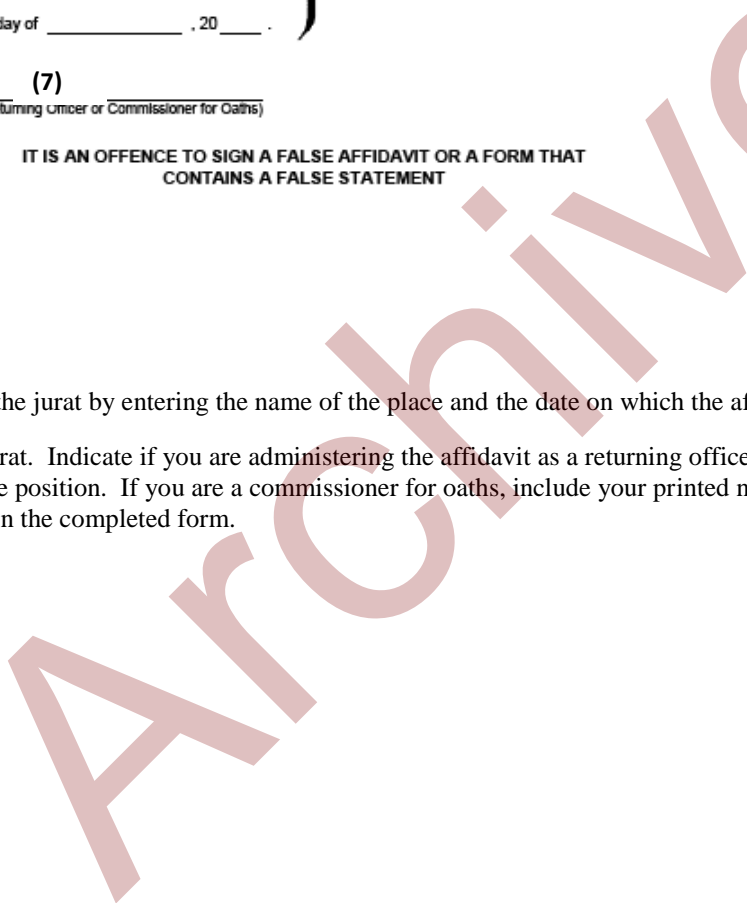 day of ______________ , 20____ .
(7)
Returning Officer or Commissioner for Oaths)
IT IS AN OFFENCE TO SIGN A FALSE AFFIDAVIT OR A FORM THAT
CONTAINS A FALSE STATEMENT
the jurat by entering the name of the place and the date on which the af
rat. Indicate if you are administering the affidavit as a returning office
e position. If you are a commissioner for oaths, include your printed n
n the completed form.
Archiv